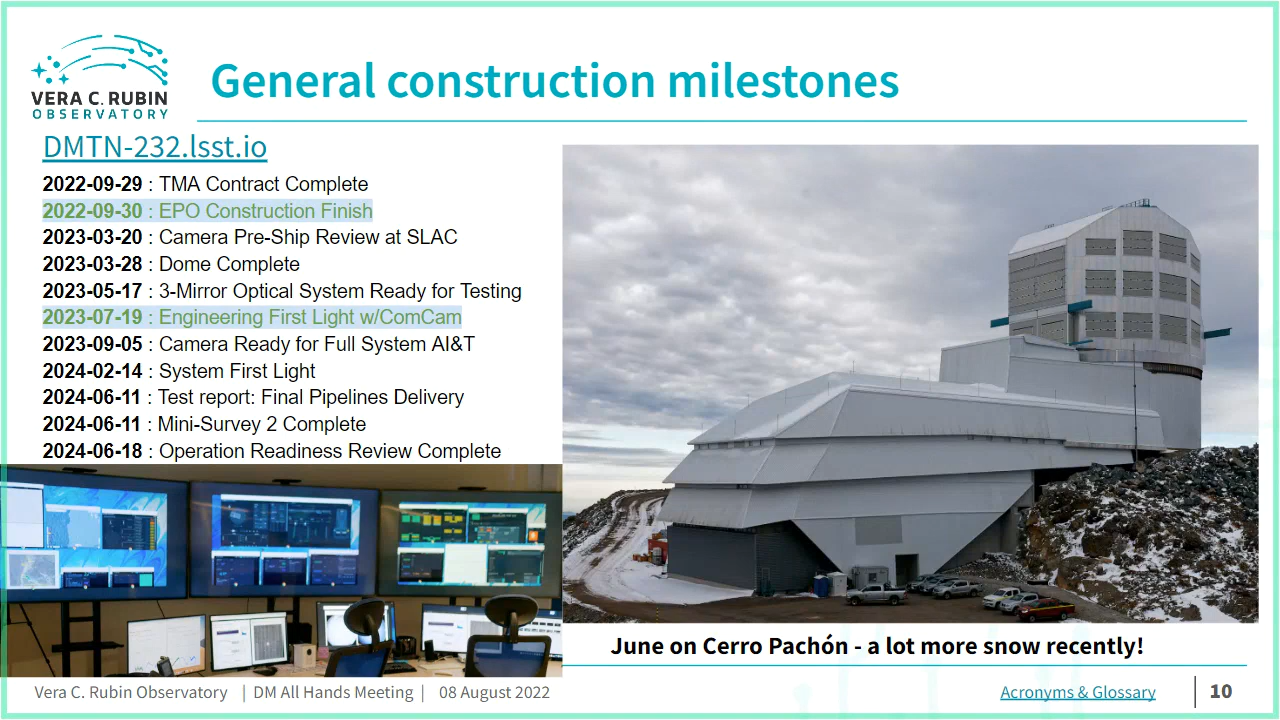 VERA C. RUBIN
OBSERVATORY
General construction milestones
DMTN-232.lsst.io
2022-09-29 : TMA Contract Complete
2022-09-30 : EPO Construction Finish
2023-03-20 : Camera Pre-Ship Review at SLAC
2023-03-28 : Dome Complete
2023-05-17 : 3-Mirror Optical System Ready for Testing
2023-07-19 : Engineering First Light w/ComCam
2023-09-05 : Camera Ready for Full System AI&T
2024-02-14 : System First Light
2024-06-11 : Test report: Final Pipelines Delivery
2024-06-11 : Mini-Survey 2 Complete
2024-06-18 : Operation Readiness Review Complete
June on Cerro Pachón - a lot more snow recently!
Vera C. Rubin Observatory | DM All Hands Meeting | 08 August 2022
Acronyms & Glossary
10